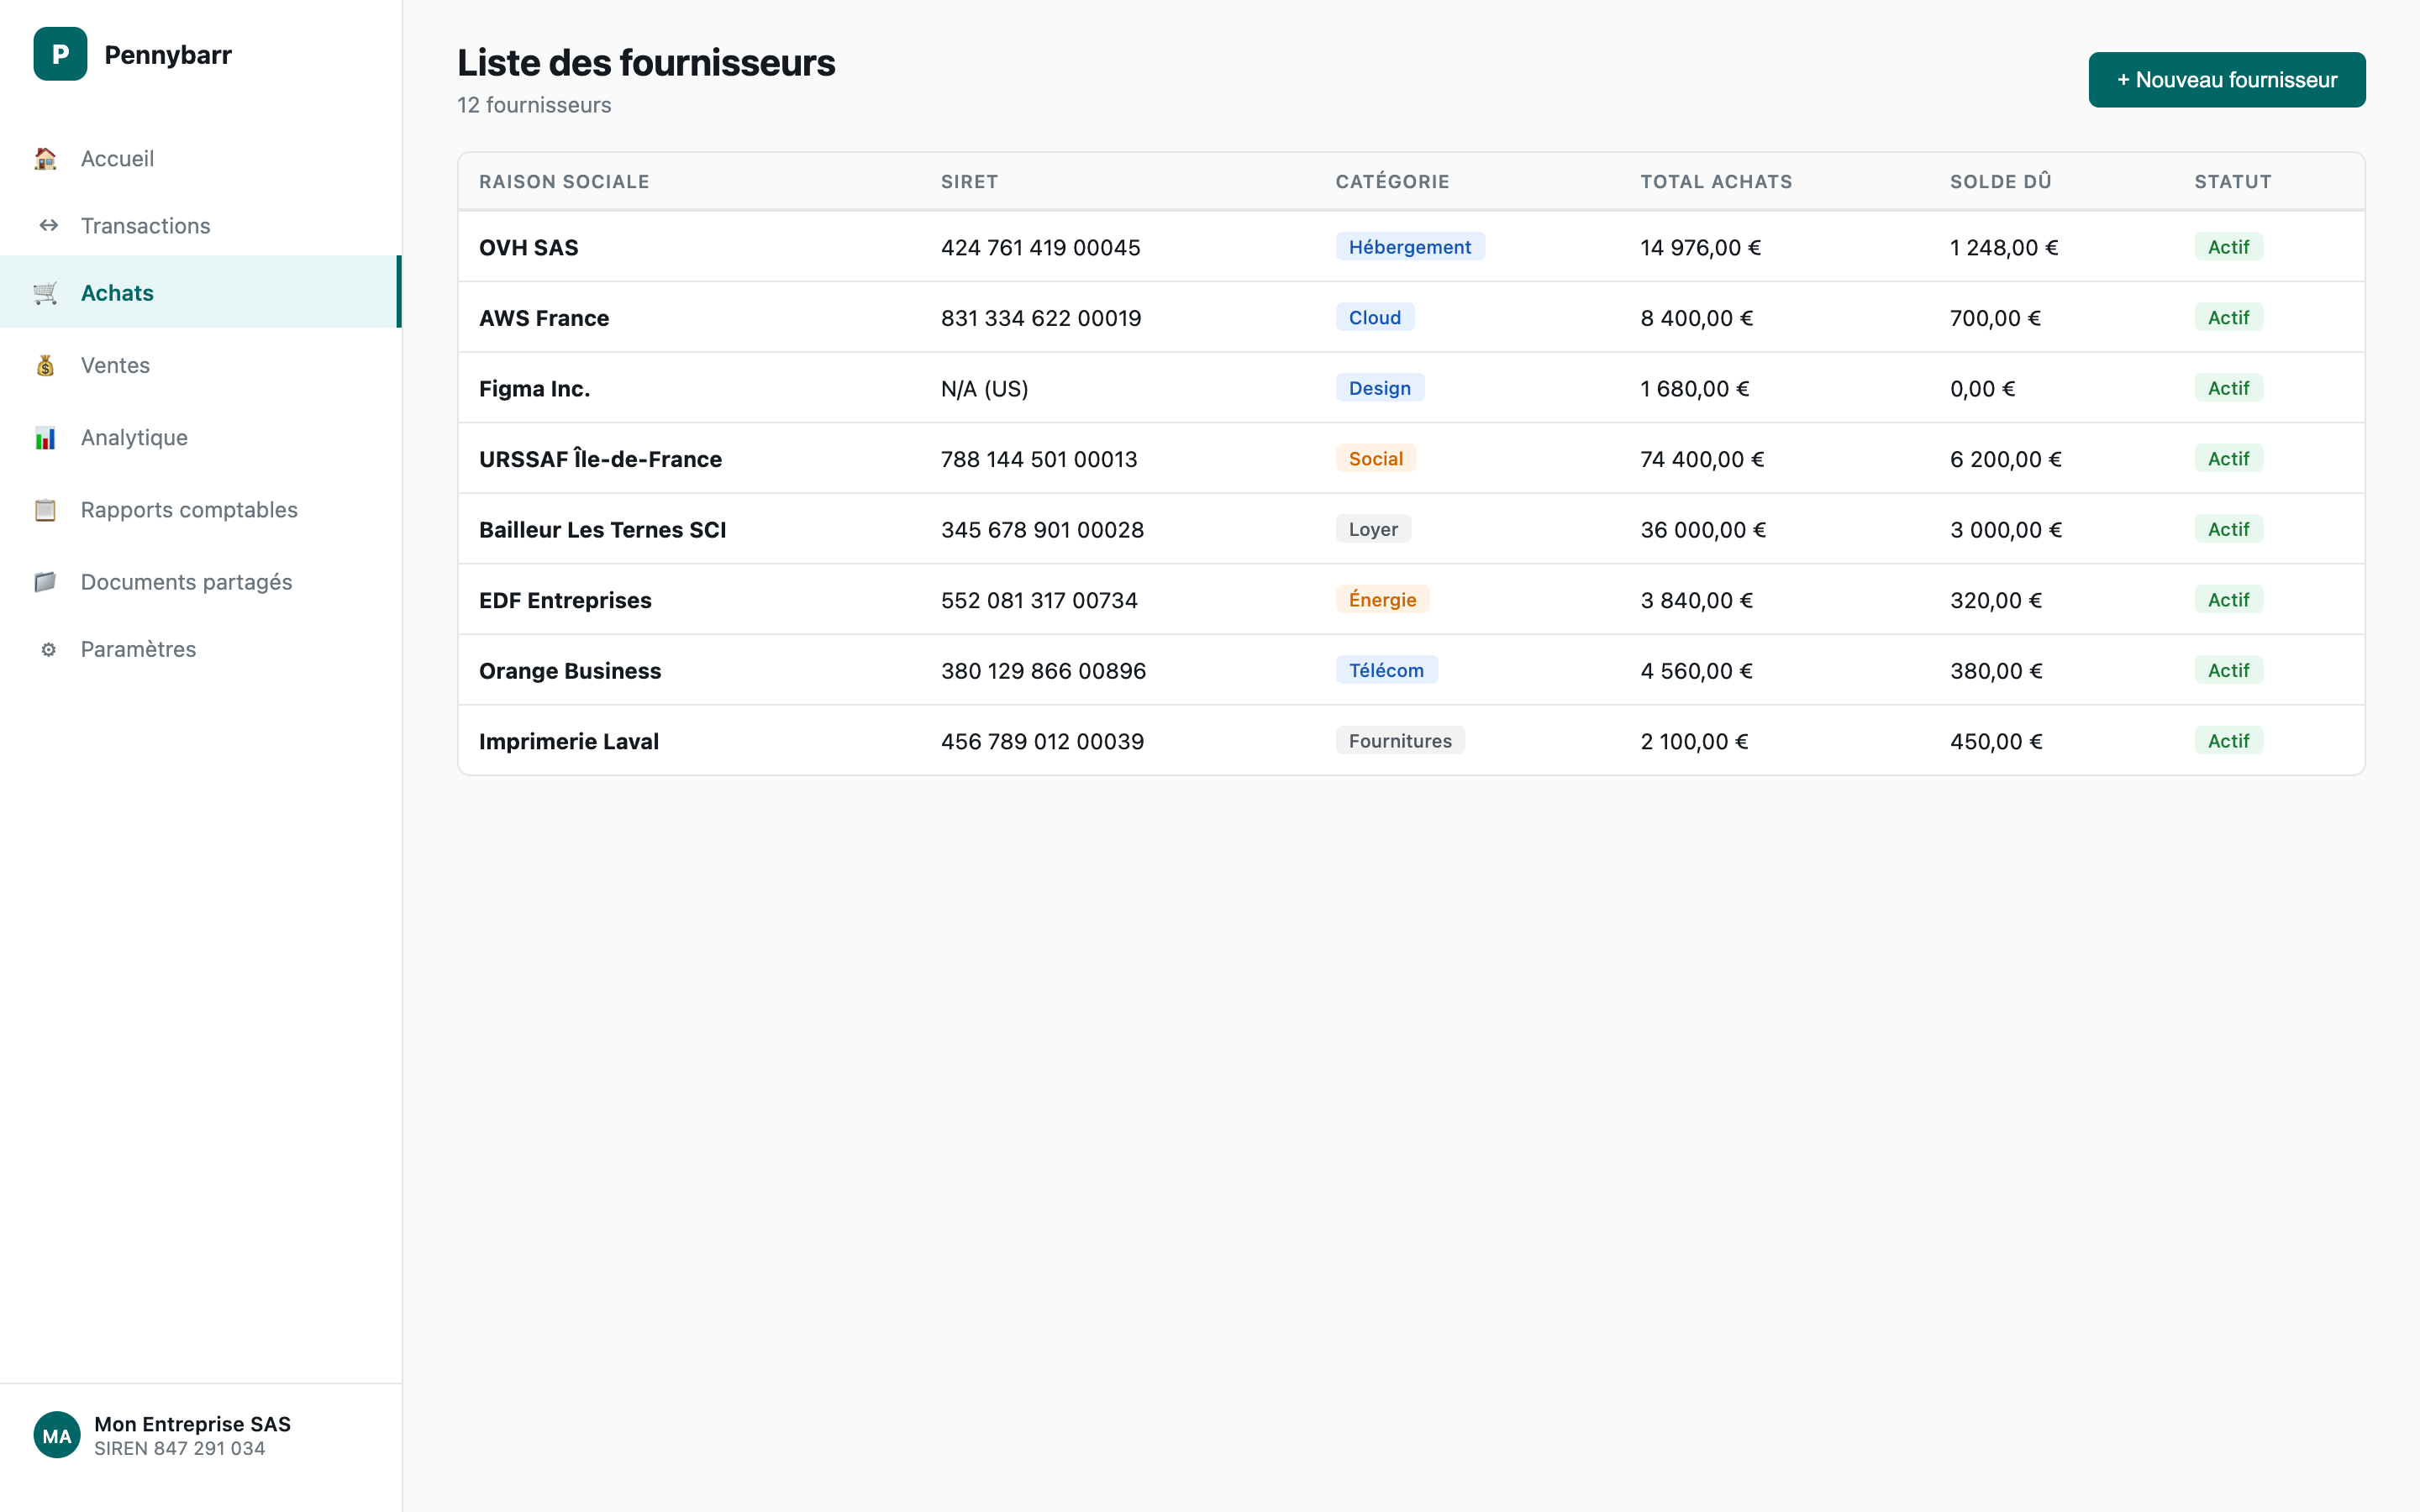 P Pennybarr
Accueil
Transactions
Achats
Ventes
Analytique
Rapports comptables
Documents partagés
Paramètres
MA
Mon Entreprise SAS
SIREN 847 291 034
Liste des fournisseurs
12 fournisseurs
+ Nouveau fournisseur
RAISON SOCIALE SIRET CATÉGORIE TOTAL ACHATS SOLDE DÛ STATUT
OVH SAS 424 761 419 00045 Hébergement 14 976,00 € 1 248,00 € Actif
AWS France 831 334 622 00019 Cloud 8 400,00 € 700,00 € Actif
Figma Inc. N/A (US) Design 1 680,00 € 0,00 € Actif
URSSAF Île-de-France 788 144 501 00013 Social 74 400,00 € 6 200,00 € Actif
Bailleur Les Ternes SCI 345 678 901 00028 Loyer 36 000,00 € 3 000,00 € Actif
EDF Entreprises 552 081 317 00734 Énergie 3 840,00 € 320,00 € Actif
Orange Business 380 129 866 00896 Télécom 4 560,00 € 380,00 € Actif
Imprimerie Laval 456 789 012 00039 Fournitures 2 100,00 € 450,00 € Actif